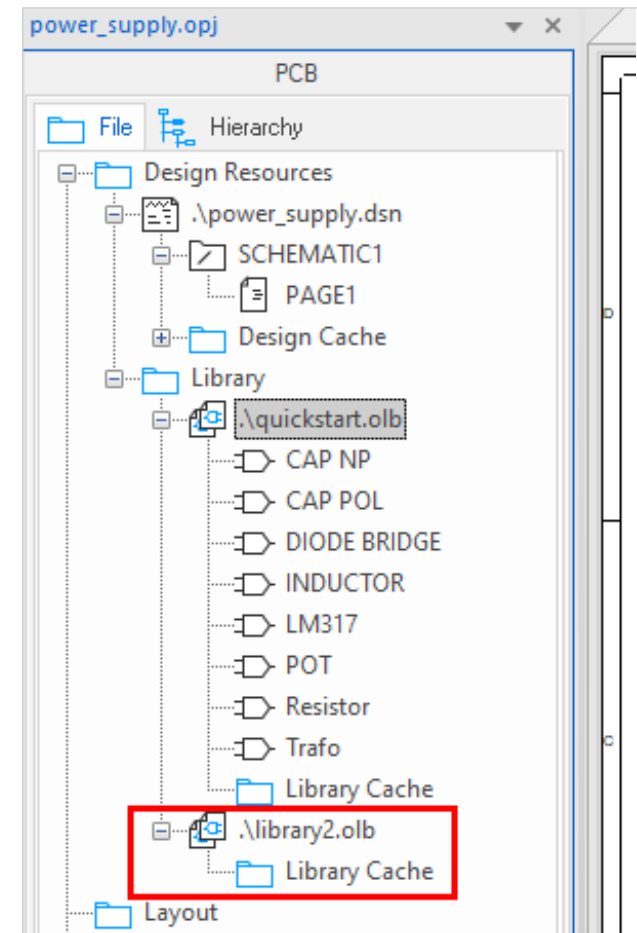 power_supply.opj
PCB
File Hierarchy
Design Resources
.\power_supply.dsn
SCHEMATIC1
PAGE1
Design Cache
Library
.\quickstart.olb
CAP NP
CAP POL
DIODE BRIDGE
INDUCTOR
LM317
POT
Resistor
Trafo
Library Cache
.\library2.olb
Library Cache
Layout
D
C